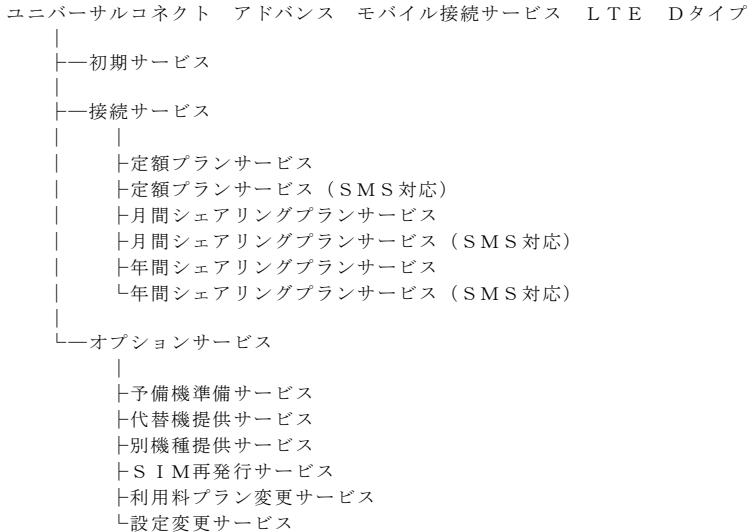 ユニバーサルコネクト　アドバンス　モバイル接続サービス　ＬＴＥ　Ｄタイプ
｜
├―初期サービス
｜
├―接続サービス
｜　　｜
｜　　├定額プランサービス
｜　　├定額プランサービス（ＳＭＳ対応）
｜　　├月間シェアリングプランサービス
｜　　├月間シェアリングプランサービス（ＳＭＳ対応）
｜　　├年間シェアリングプランサービス
｜　　└年間シェアリングプランサービス（ＳＭＳ対応）
｜
└―オプションサービス
　　　｜
　　　├予備機準備サービス
　　　├代替機提供サービス
　　　├別機種提供サービス
　　　├ＳＩＭ再発行サービス
　　　├利用料プラン変更サービス
　　　└設定変更サービス